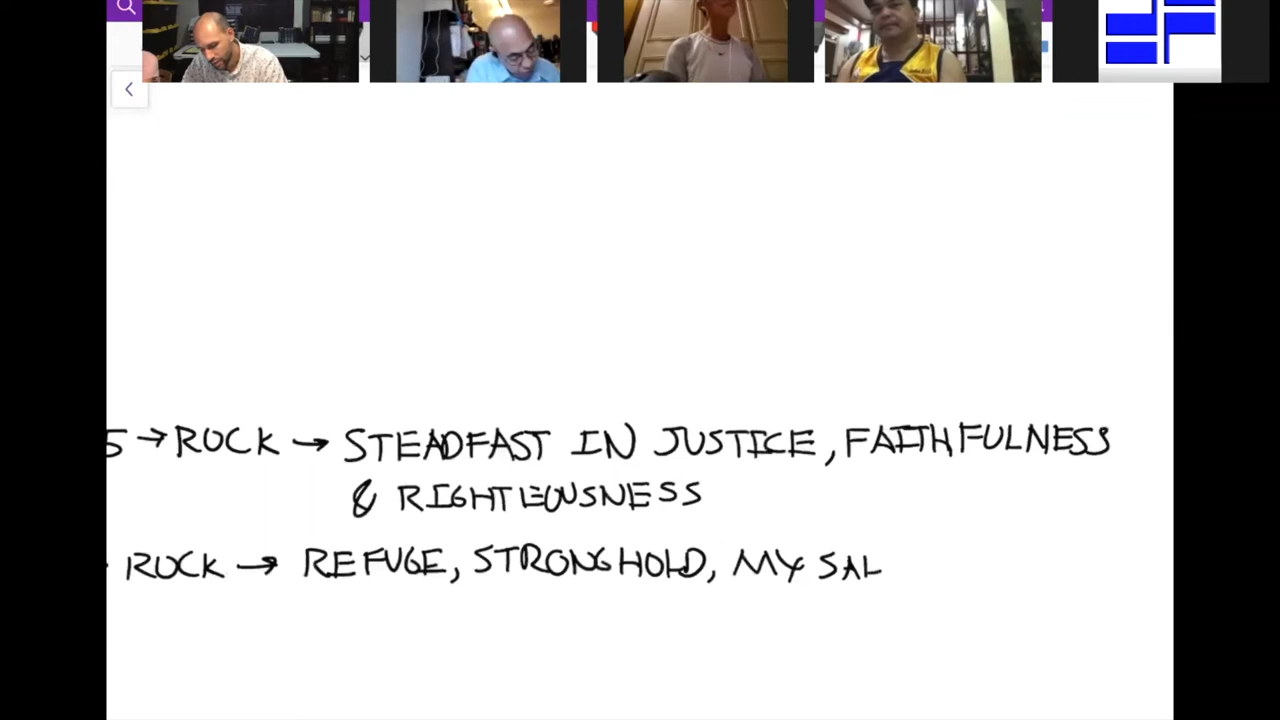 5 → ROCK → STEADFAST IN JUSTICE, FAITHFULNESS
& RIGHTEOUSNESS
ROCK → REFUGE, STRONGHOLD, MY SAL